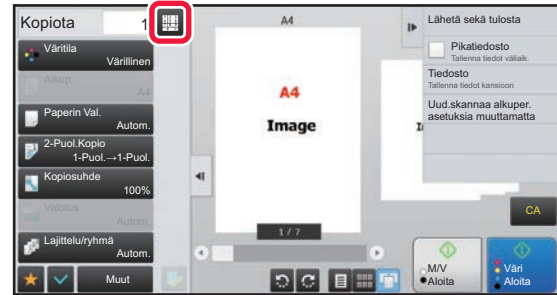 Kopiota
1
Väritila
Värillinen
Alkup.
A4
Paperin Val.
Autom.
2-Puol.Kopio
1-Puol.→1-Puol.
Kopiosuhde
100%
Valotus
Autom.
Lajittelu/ryhmä
Autom.
Muut
A4
A4
Image
1 / 7
Lähetä sekä tulosta
Pikatiedosto
Tallenna tiedot väliaik.
Tiedosto
Tallenna tiedot kansioon
Uud.skannaa alkuper.
asetuksia muuttamatta
CA
M/V
Aloita
Väri
Aloita